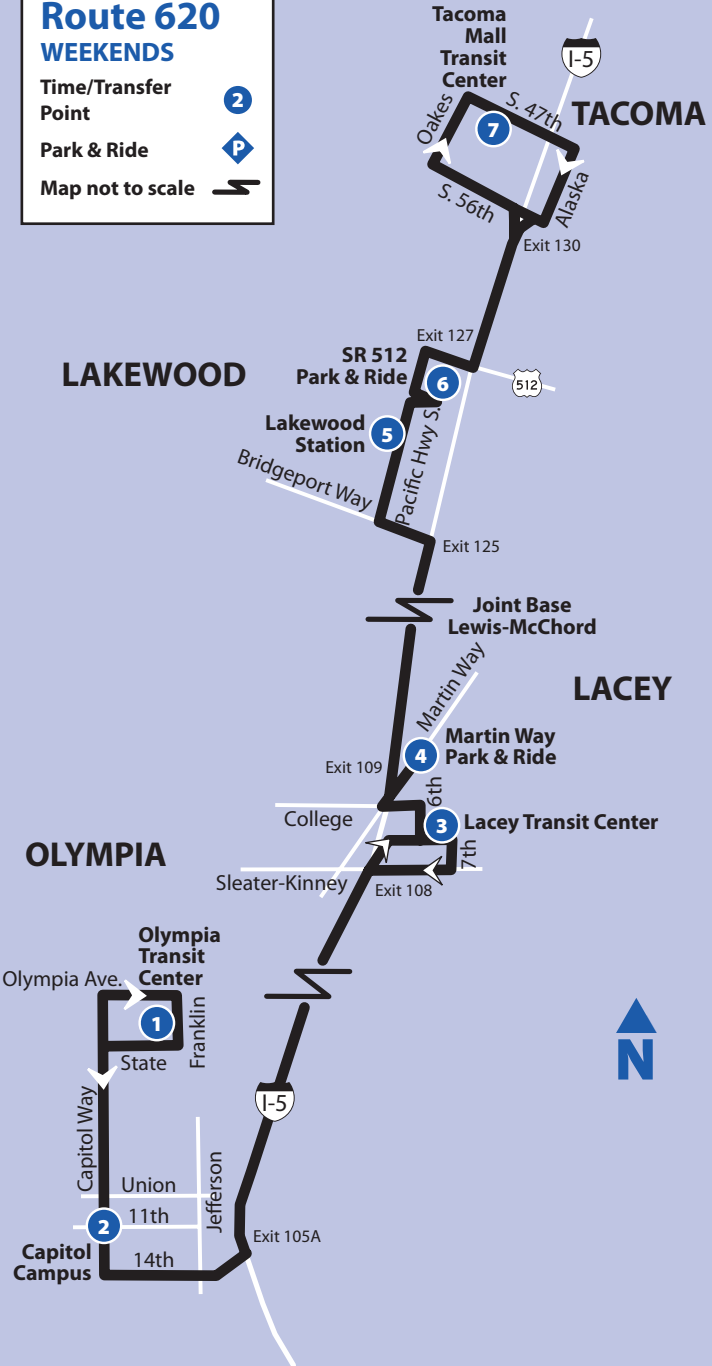 Route 620
WEEKENDS
Time/Transfer
Point
2
Park & Ride
P
Map not to scale
Tacoma
Mall
Transit
Center
I-5
TACOMA
Oakes
S. 47th
7
Alaska
S. 56th
Exit 130
Exit 127
SR 512
Park & Ride
6
512
LAKEWOOD
Lakewood
Station
5
Pacific Hwy S.
Bridgeport Way
Exit 125
Joint Base
Lewis-McChord
Martin Way
LACEY
4
Martin Way
Park & Ride
Exit 109
6th
College
3
Lacey Transit Center
7th
OLYMPIA
Sleater-Kinney
Exit 108
Olympia
Transit
Center
Olympia Ave.
1
Franklin
State
Capitol Way
I-5
Union
Jefferson
11th
2
Exit 105A
Capitol
Campus
14th
N